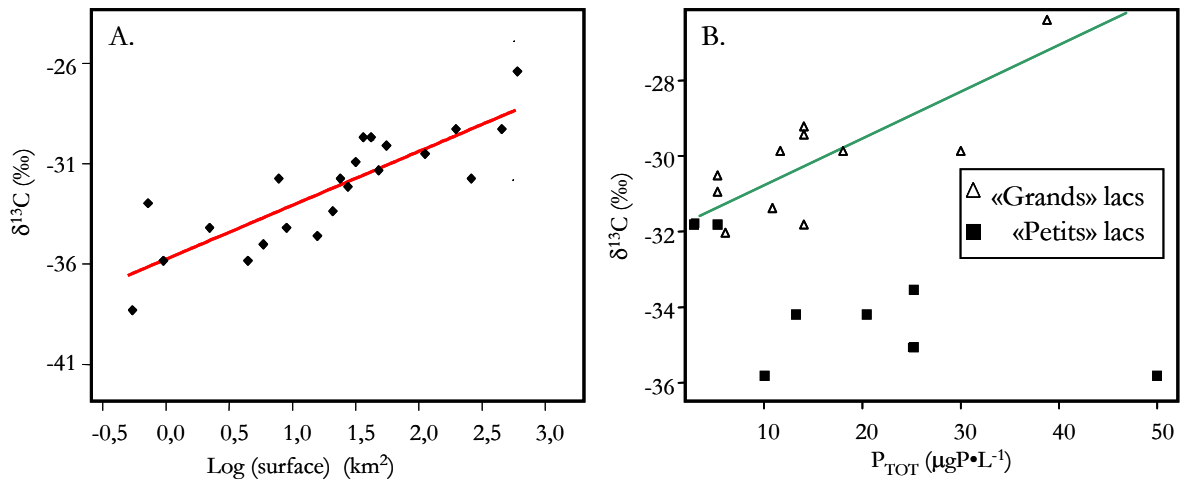 A.
-26
-31
-36
-41
δ¹³C (‰)
-0,5 0,0 0,5 1,0 1,5 2,0 2,5 3,0
Log (surface) (km²)
B.
-28
-30
-32
-34
-36
δ¹³C (‰)
«Grands» lacs
«Petits» lacs
10 20 30 40 50
P_TOT (µgP•L⁻¹)